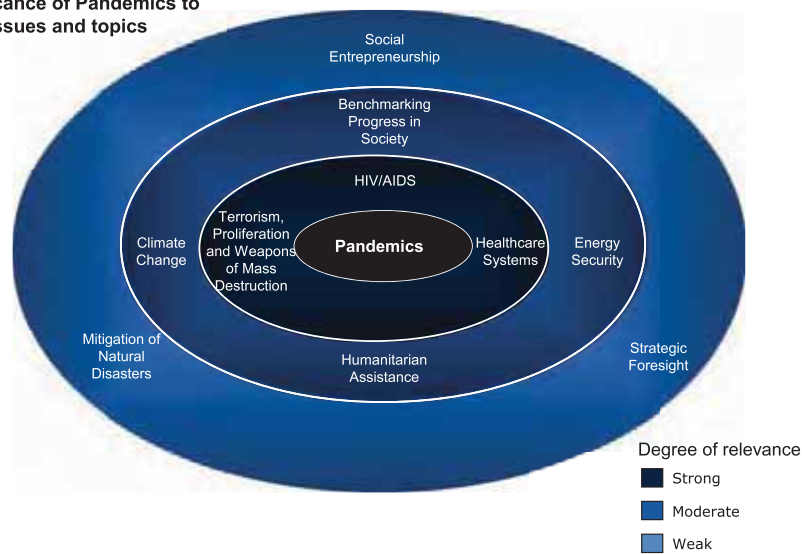 of Pandemics to
and topics
Social
Entrepreneurship
Benchmarking
Progress in
Society
HIV/AIDS
Terrorism,
Proliferation
and Weapons
of Mass
Destruction
Pandemics
Healthcare
Systems
Climate
Change
Energy
Security
Mitigation of
Natural
Disasters
Humanitarian
Assistance
Strategic
Foresight
Degree of relevance
Strong
Moderate
Weak